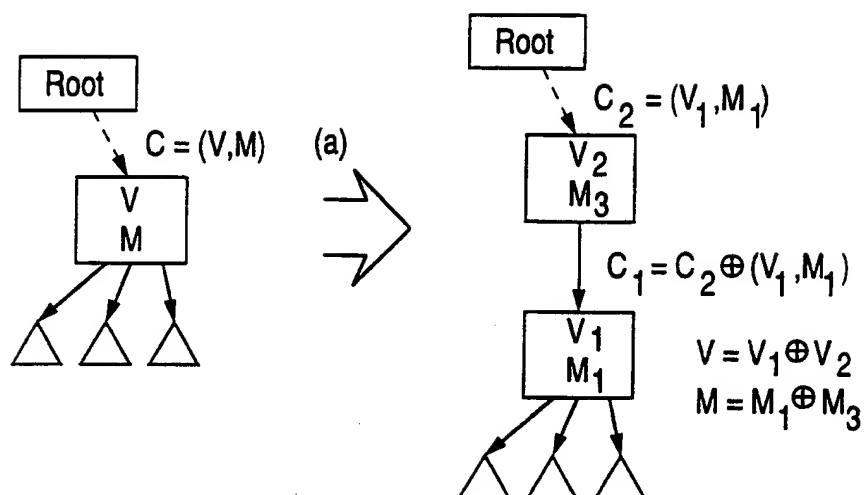 Root
C = (V,M)
V
M
(a)
Root
C₂ = (V₁,M₁)
V₂
M₃
C₁ = C₂ ⊕ (V₁,M₁)
V₁
M₁
V = V₁ ⊕ V₂
M = M₁ ⊕ M₃